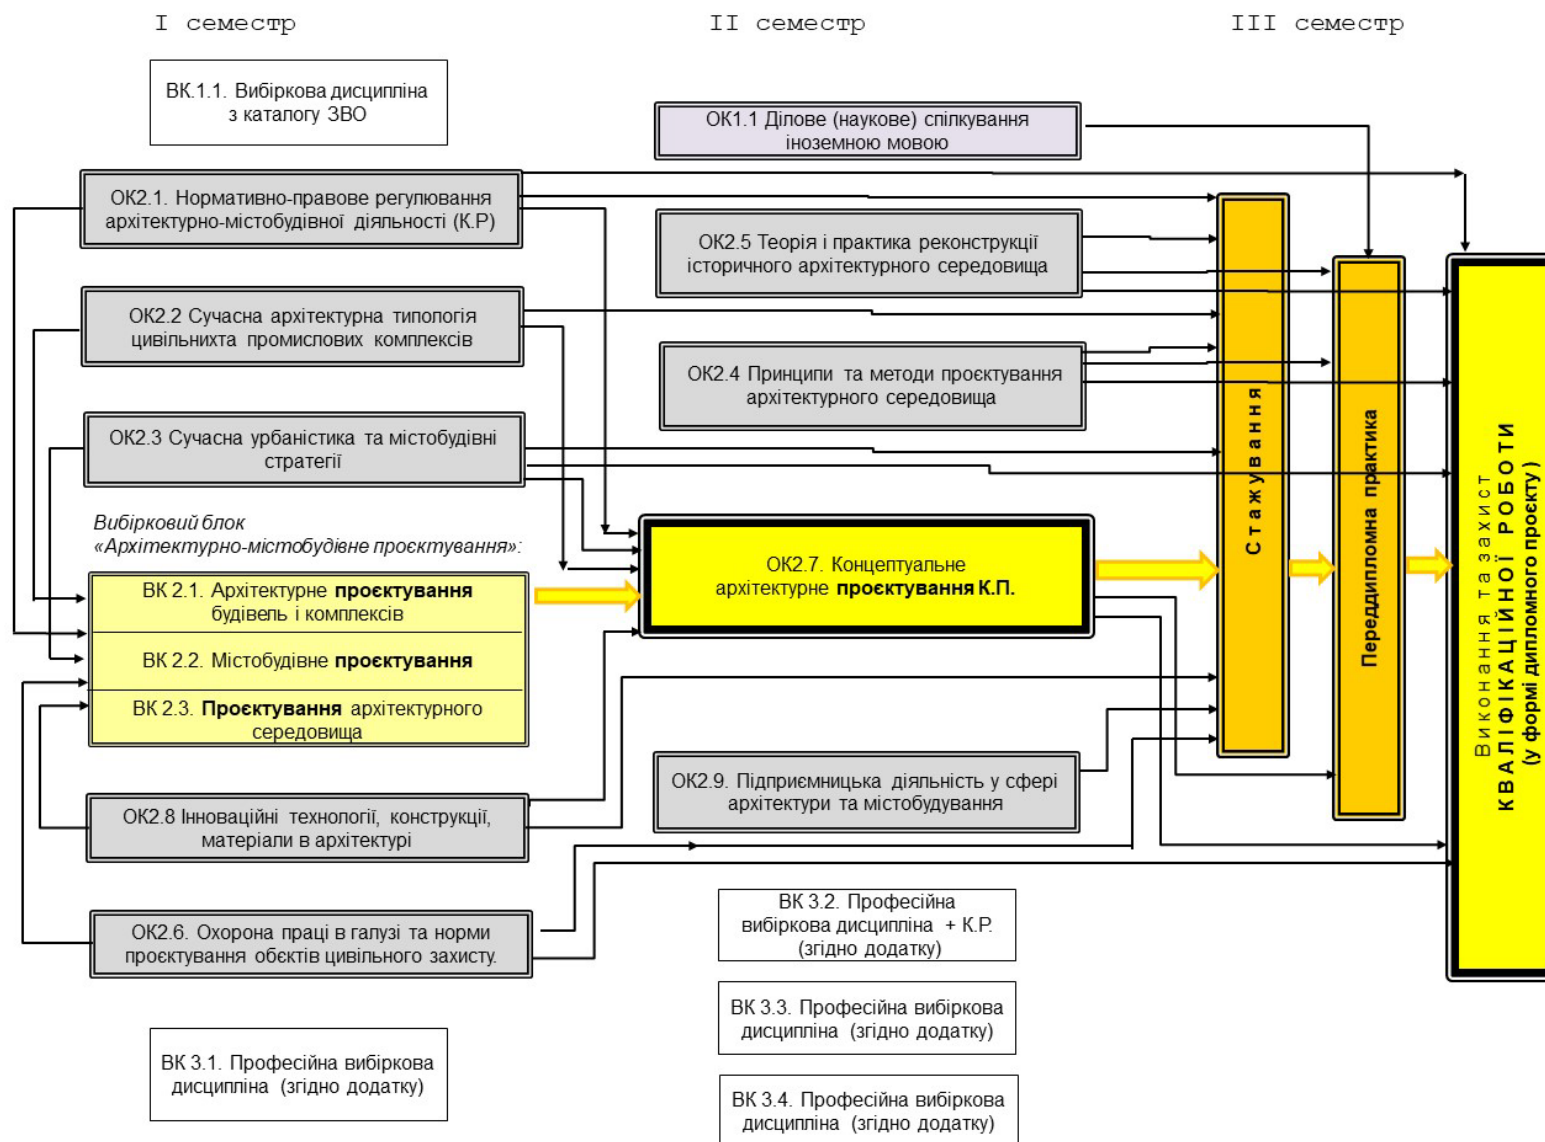 I семестр
II семестр
III семестр
ВК.1.1. Вибіркова дисципліна
з каталогу ЗВО
ОК1.1 Ділове (наукове) спілкування
іноземною мовою
ОК2.1. Нормативно-правове регулювання
архітектурно-містобудівної діяльності (К.Р)
ОК2.5 Теорія і практика реконструкції
історичного архітектурного середовища
ОК2.2 Сучасна архітектурна типологія
цивільнихта промислових комплексів
ОК2.4 Принципи та методи проєктування
архітектурного середовища
ОК2.3 Сучасна урбаністика та містобудівні
стратегії
Вибірковий блок
«Архітектурно-містобудівне проєктування»:
ВК 2.1. Архітектурне проєктування
будівель і комплексів
ВК 2.2. Містобудівне проєктування
ВК 2.3. Проєктування архітектурного
середовища
ОК2.7. Концептуальне
архітектурне проєктування К.П.
Стажування
Переддипломна практика
Виконання та захист
КВАЛІФІКАЦІЙНОЇ РОБОТИ
(у формі дипломного проєкту)
ОК2.8 Інноваційні технології, конструкції,
матеріали в архітектурі
ОК2.9. Підприємницька діяльність у сфері
архітектури та містобудування
ОК2.6. Охорона праці в галузі та норми
проєктування обєктів цивільного захисту.
ВК 3.2. Професійна
вибіркова дисципліна + К.Р.
(згідно додатку)
ВК 3.3. Професійна вибіркова
дисципліна (згідно додатку)
ВК 3.1. Професійна вибіркова
дисципліна (згідно додатку)
ВК 3.4. Професійна вибіркова
дисципліна (згідно додатку)